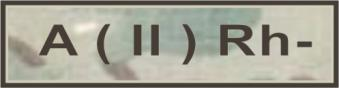 A ( II ) Rh-